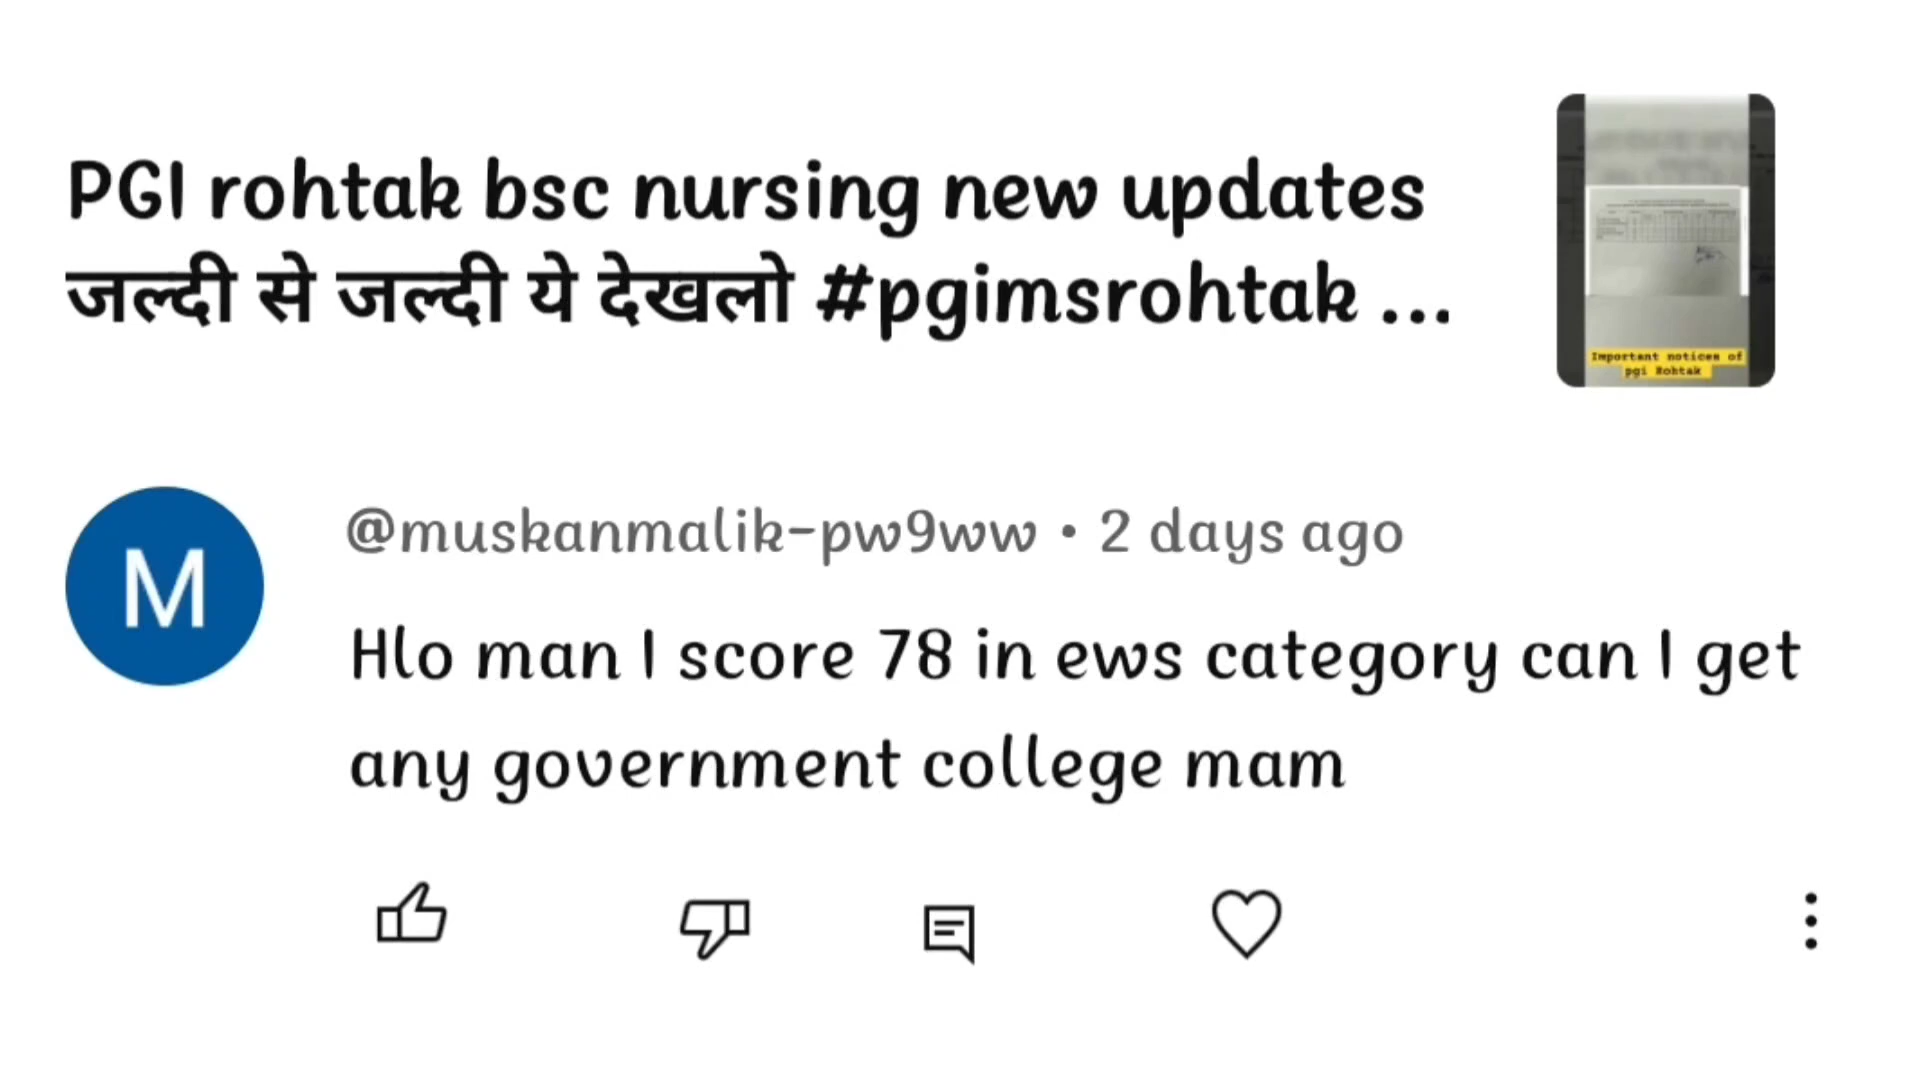 PGI rohtak bsc nursing new updates
जल्दी से जल्दी ये देखलो #pgimsrohtak ...
Important notices of
pgi Rohtak
M
@muskanmalik-pw9ww • 2 days ago
Hlo man I score 78 in ews category can I get
any government college mam